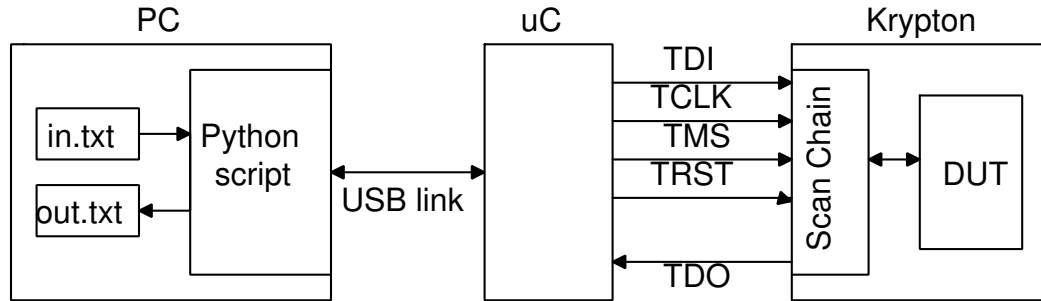 PC
uC
Krypton
in.txt
out.txt
Python
script
USB link
TDI
TCLK
TMS
TRST
TDO
Scan Chain
DUT